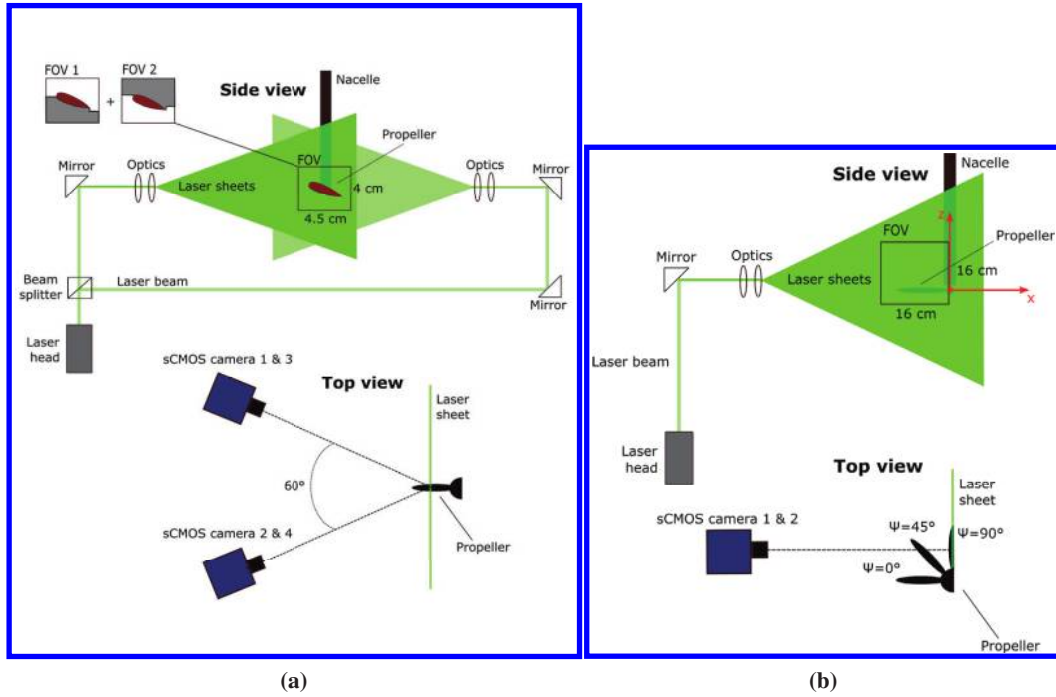 FOV 1
FOV 2
+
Side view
Nacelle
Propeller
Mirror
Optics
Laser sheets
FOV
4 cm
4.5 cm
Optics
Mirror
Beam
splitter
Laser beam
Mirror
Laser
head
sCMOS camera 1 & 3
Top view
Laser
sheet
60°
sCMOS camera 2 & 4
Propeller
(a)
Side view
Nacelle
z
FOV
Propeller
Mirror
Optics
Laser sheets
16 cm
16 cm
x
Laser beam
Laser
head
Top view
Laser
sheet
sCMOS camera 1 & 2
Ψ=45°
Ψ=90°
Ψ=0°
Propeller
(b)